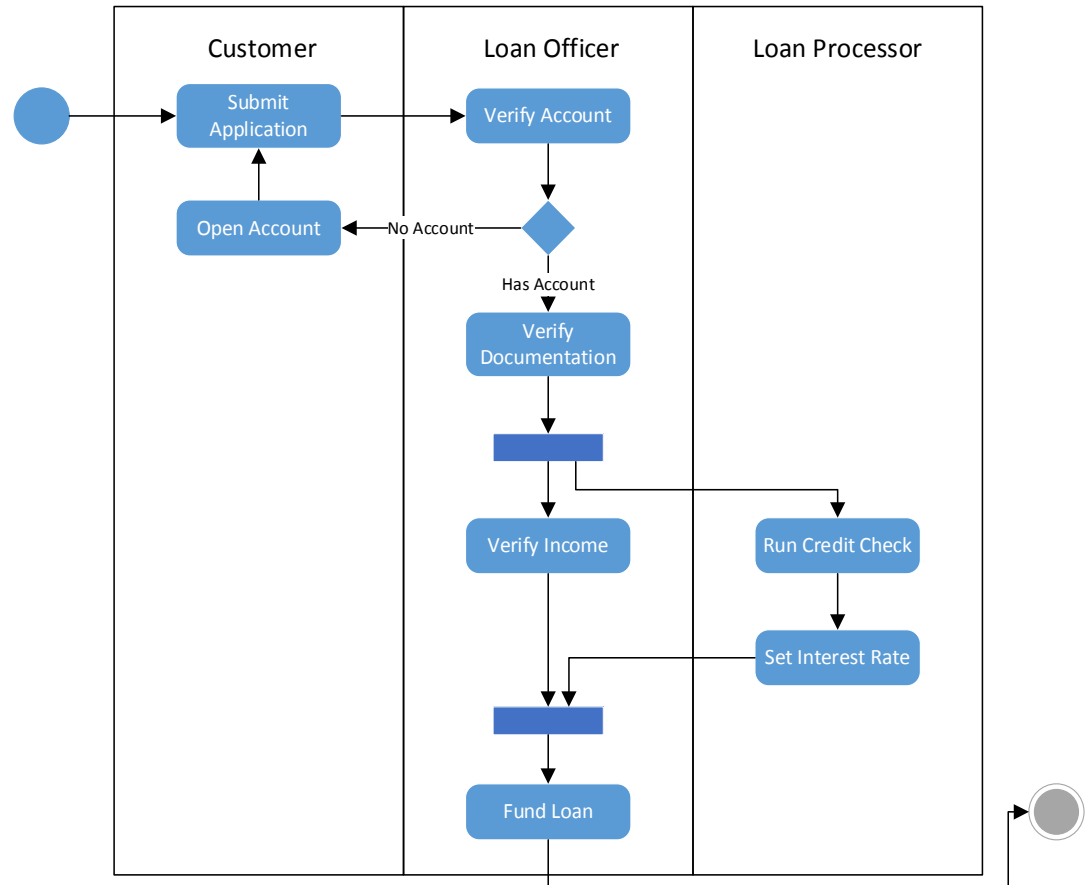 Customer
Loan Officer
Loan Processor
Submit
Application
Verify Account
Open Account
No Account
Has Account
Verify
Documentation
Verify Income
Run Credit Check
Set Interest Rate
Fund Loan